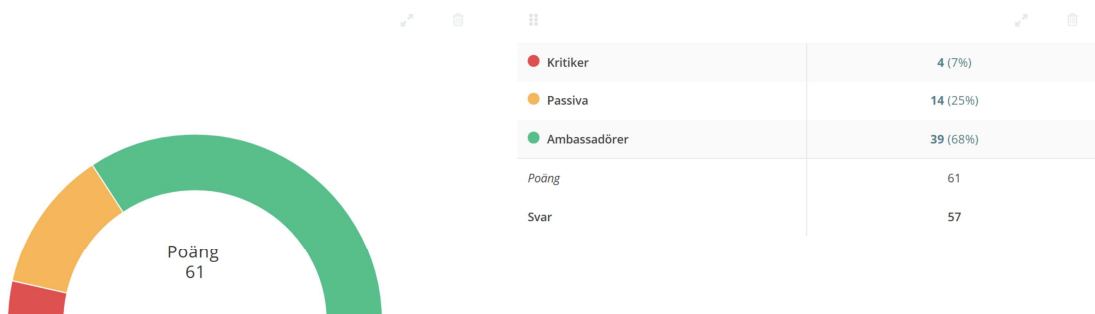 Poäng
61
Kritiker 4 (7%)
Passiva 14 (25%)
Ambassadörer 39 (68%)
Poäng 61
Svar 57